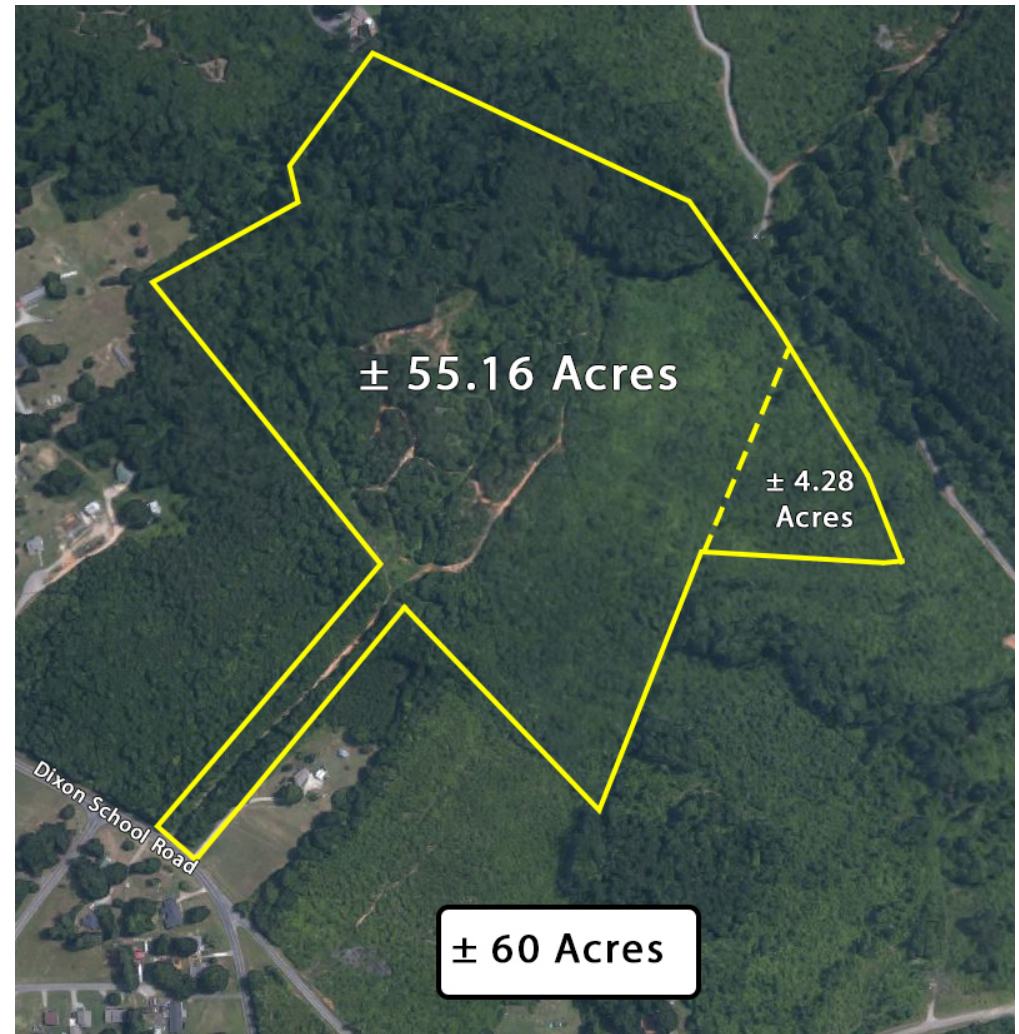 ± 55.16 Acres
± 4.28
Acres
Dixon School Road
± 60 Acres